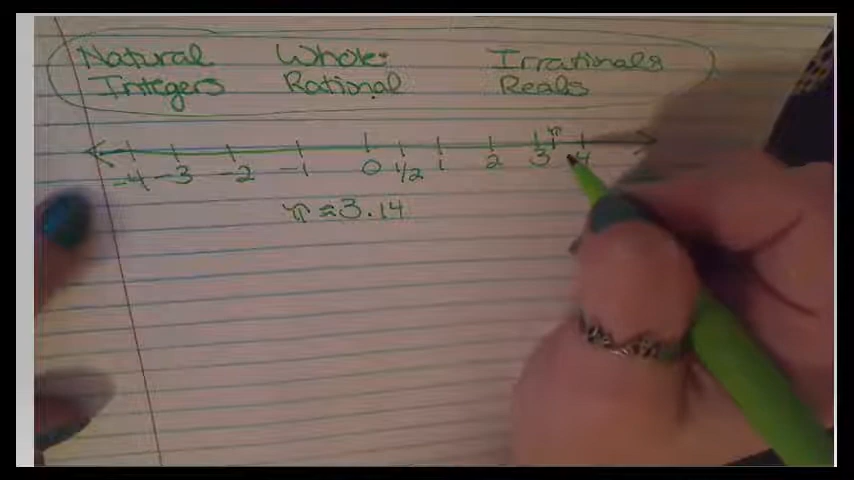 Natural Whole Irrationals
Integers Rational Reals
π
-4 -3 -2 -1 0 1/2 1 2 3 4
π ≈ 3.14